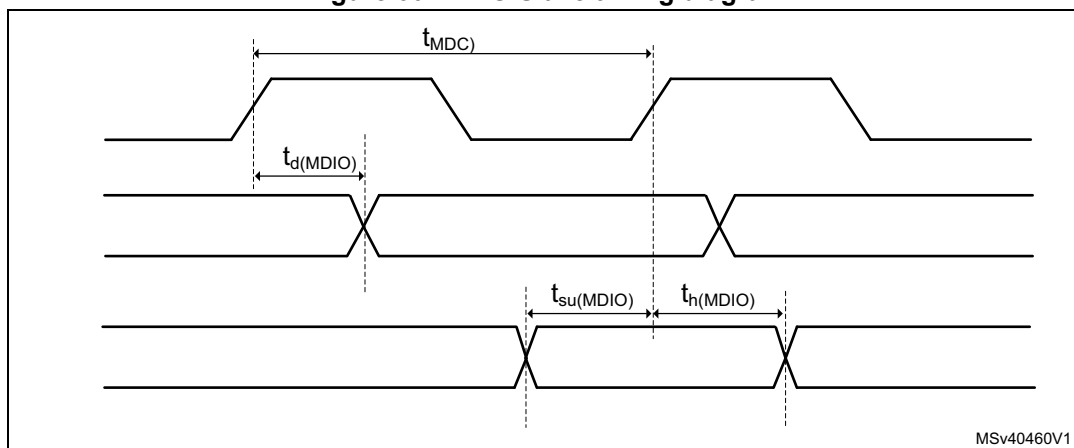 t_MDC)
t_d(MDIO)
t_su(MDIO)
t_h(MDIO)
MSv40460V1